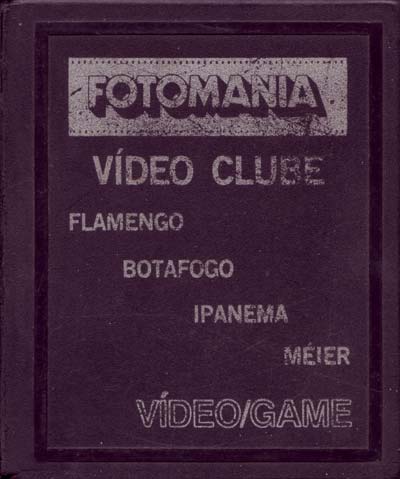 FOTOMANIA
VÍDEO CLUBE
FLAMENGO
BOTAFOGO
IPANEMA
MÉIER
VÍDEO/GAME